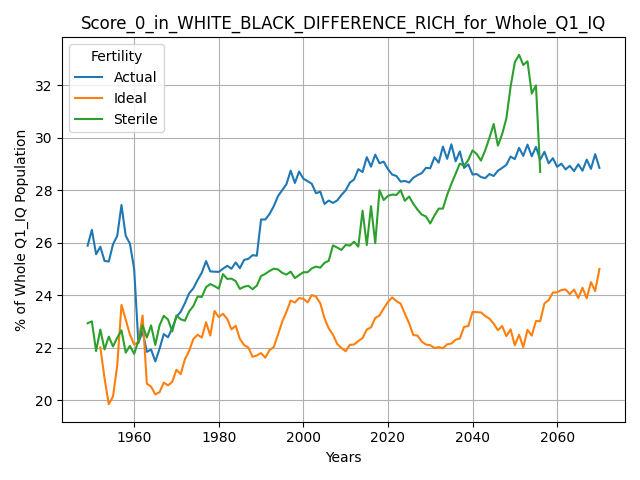 Score_0_in_WHITE_BLACK_DIFFERENCE_RICH_for_Whole_Q1_IQ
Fertility
Actual
Ideal
Sterile
% of Whole Q1_IQ Population
32
30
28
26
24
22
20
1960
1980
2000
2020
2040
2060
Years